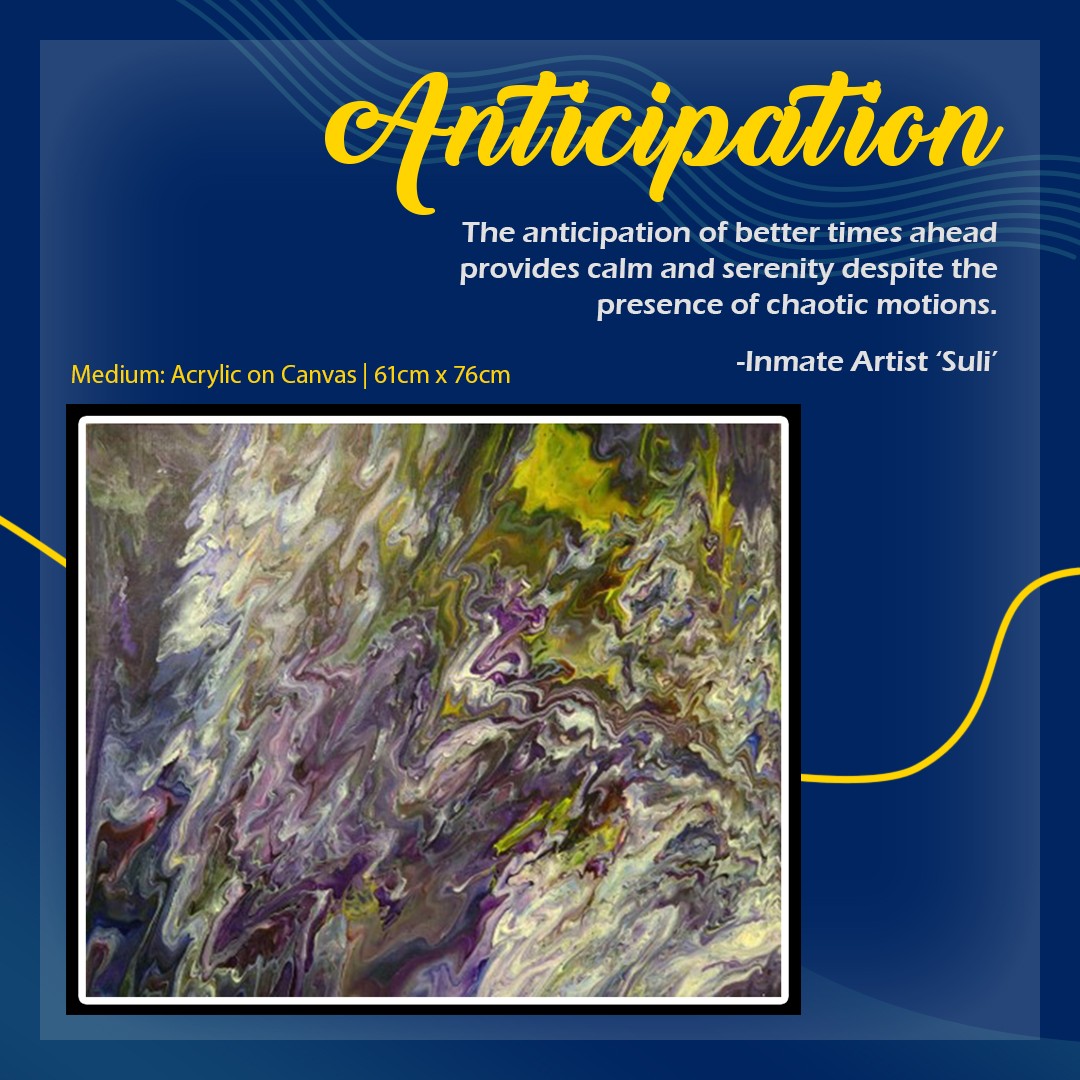 Anticipation
The anticipation of better times ahead
provides calm and serenity despite the
presence of chaotic motions.
-Inmate Artist ‘Suli’
Medium: Acrylic on Canvas | 61cm x 76cm